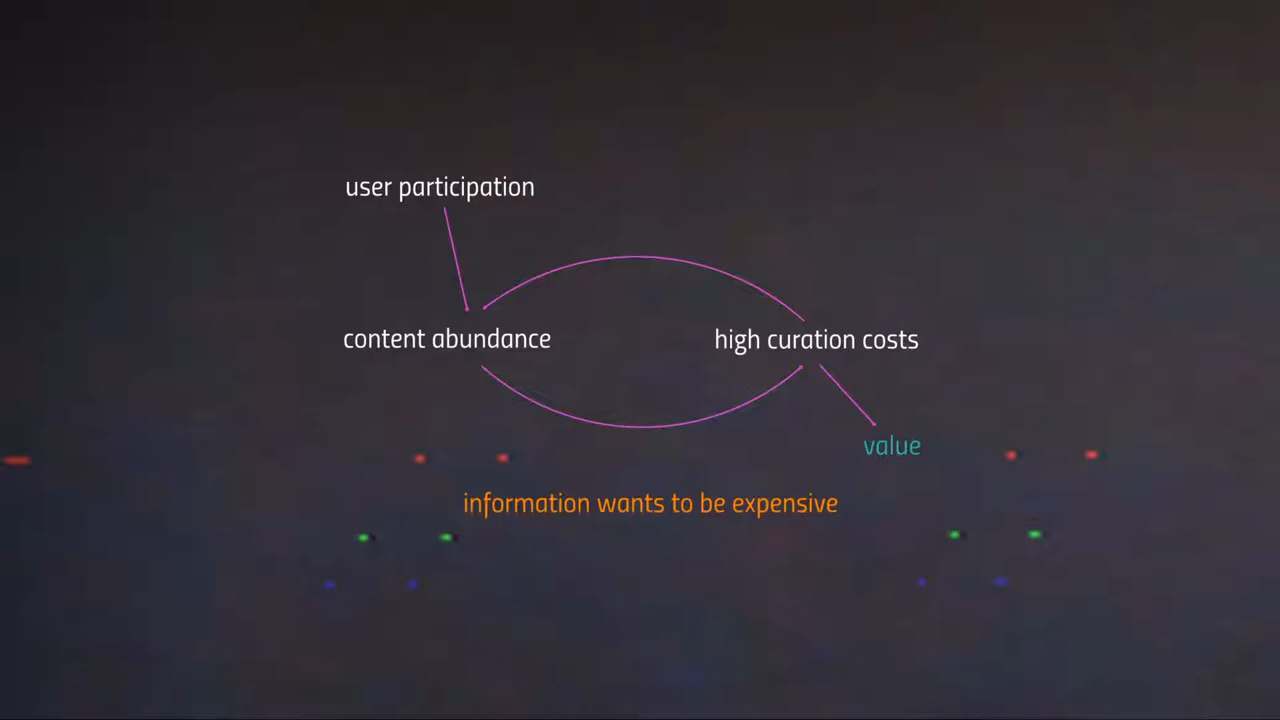 user participation
content abundance
high curation costs
value
information wants to be expensive